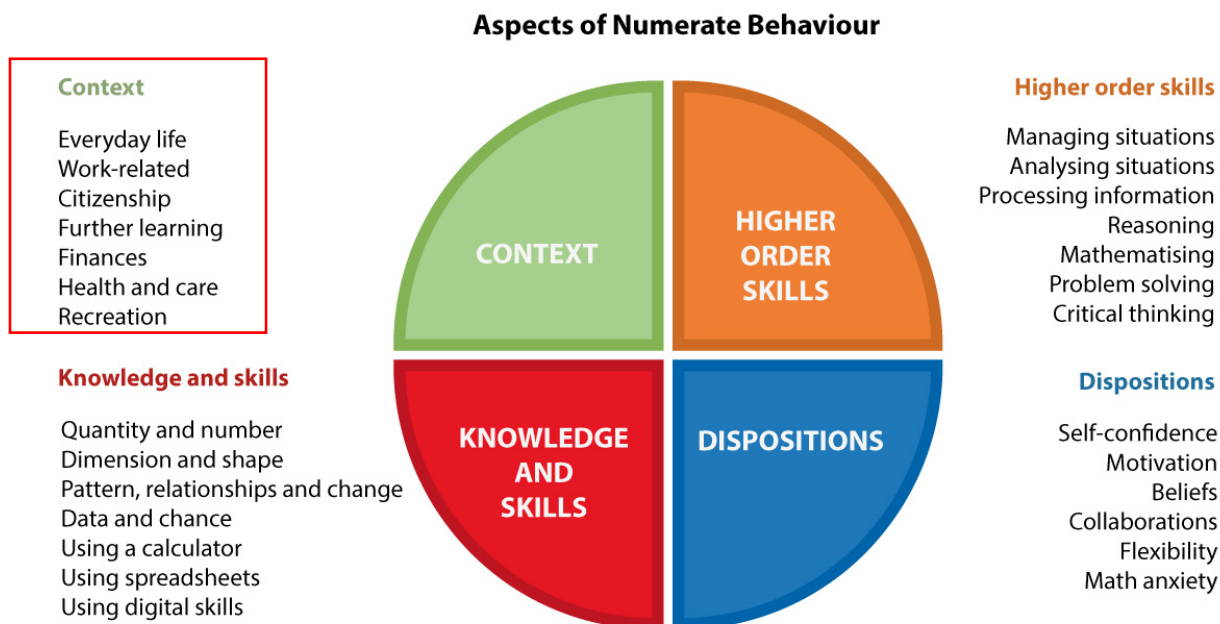 Aspects of Numerate Behaviour
Context
Everyday life
Work-related
Citizenship
Further learning
Finances
Health and care
Recreation
Knowledge and skills
Quantity and number
Dimension and shape
Pattern, relationships and change
Data and chance
Using a calculator
Using spreadsheets
Using digital skills
CONTEXT
HIGHER
ORDER
SKILLS
KNOWLEDGE
AND
SKILLS
DISPOSITIONS
Higher order skills
Managing situations
Analysing situations
Processing information
Reasoning
Mathematising
Problem solving
Critical thinking
Dispositions
Self-confidence
Motivation
Beliefs
Collaborations
Flexibility
Math anxiety